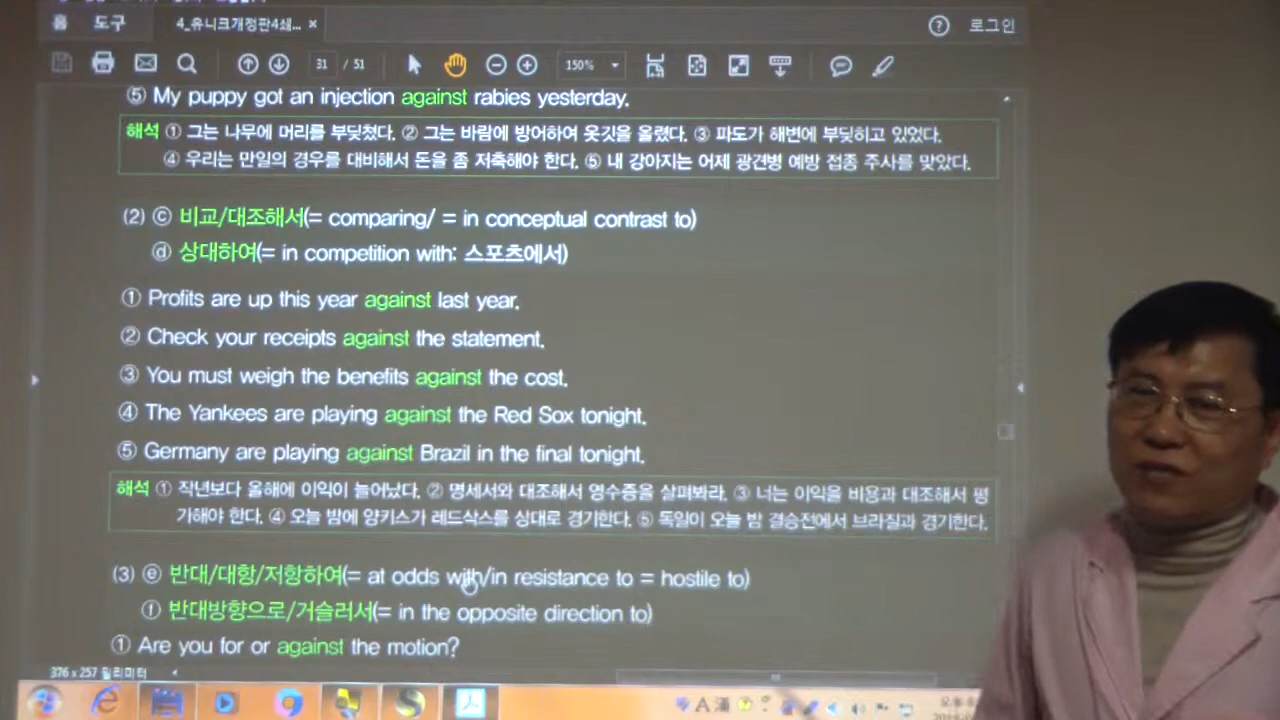 홈 도구 4_유니크개정판4쇄... × ? 로그인
31 / 51 150%
⑤ My puppy got an injection against rabies yesterday.
해석 ① 그는 나무에 머리를 부딪쳤다. ② 그는 바람에 방어하여 옷깃을 올렸다. ③ 파도가 해변에 부딪히고 있었다.
④ 우리는 만일의 경우를 대비해서 돈을 좀 저축해야 한다. ⑤ 내 강아지는 어제 광견병 예방 접종 주사를 맞았다.
(2) ⓒ 비교/대조해서(= comparing/ = in conceptual contrast to)
ⓓ 상대하여(= in competition with: 스포츠에서)
① Profits are up this year against last year.
② Check your receipts against the statement.
③ You must weigh the benefits against the cost.
④ The Yankees are playing against the Red Sox tonight.
⑤ Germany are playing against Brazil in the final tonight.
해석 ① 작년보다 올해에 이익이 늘어났다. ② 명세서와 대조해서 영수증을 살펴봐라. ③ 너는 이익을 비용과 대조해서 평
가해야 한다. ④ 오늘 밤에 양키스가 레드삭스를 상대로 경기한다. ⑤ 독일이 오늘 밤 결승전에서 브라질과 경기한다.
(3) ⓔ 반대/대항/저항하여(= at odds with/in resistance to = hostile to)
ⓕ 반대방향으로/거슬러서(= in the opposite direction to)
① Are you for or against the motion?
376 x 257 밀리미터
A 漢